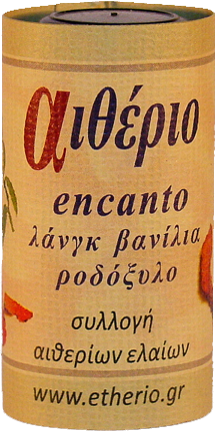 αιθέριο
encanto
λάνγκ βανίλια
ροδόξυλο
συλλογή
αιθερίων ελαίων
www.etherio.gr